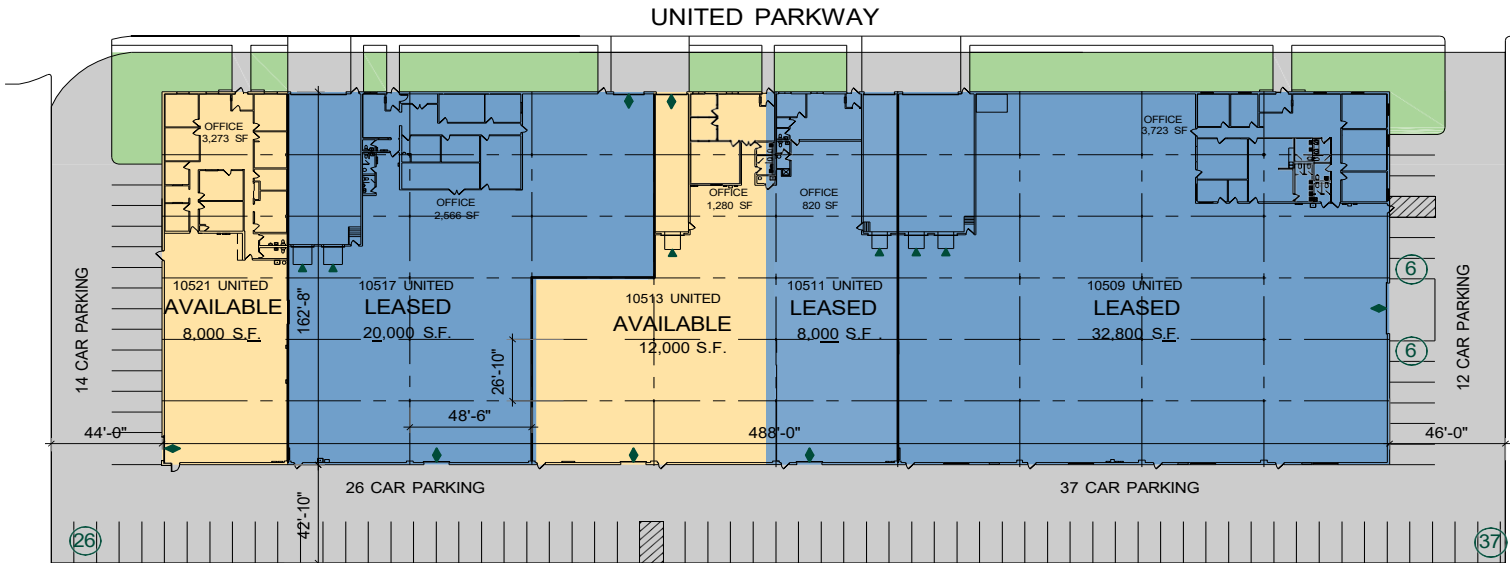 UNITED PARKWAY
OFFICE
3,273 SF
OFFICE
2,566 SF
OFFICE
1,280 SF
OFFICE
820 SF
OFFICE
3,723 SF
10521 UNITED
AVAILABLE
8,000 S.F.
10517 UNITED
LEASED
20,000 S.F.
10513 UNITED
AVAILABLE
12,000 S.F.
10511 UNITED
LEASED
8,000 S.F.
10509 UNITED
LEASED
32,800 S.F.
14 CAR PARKING
162'-8"
26'-10"
48'-6"
6
6
12 CAR PARKING
44'-0"
488'-0"
46'-0"
26 CAR PARKING
37 CAR PARKING
42'-10"
26
37